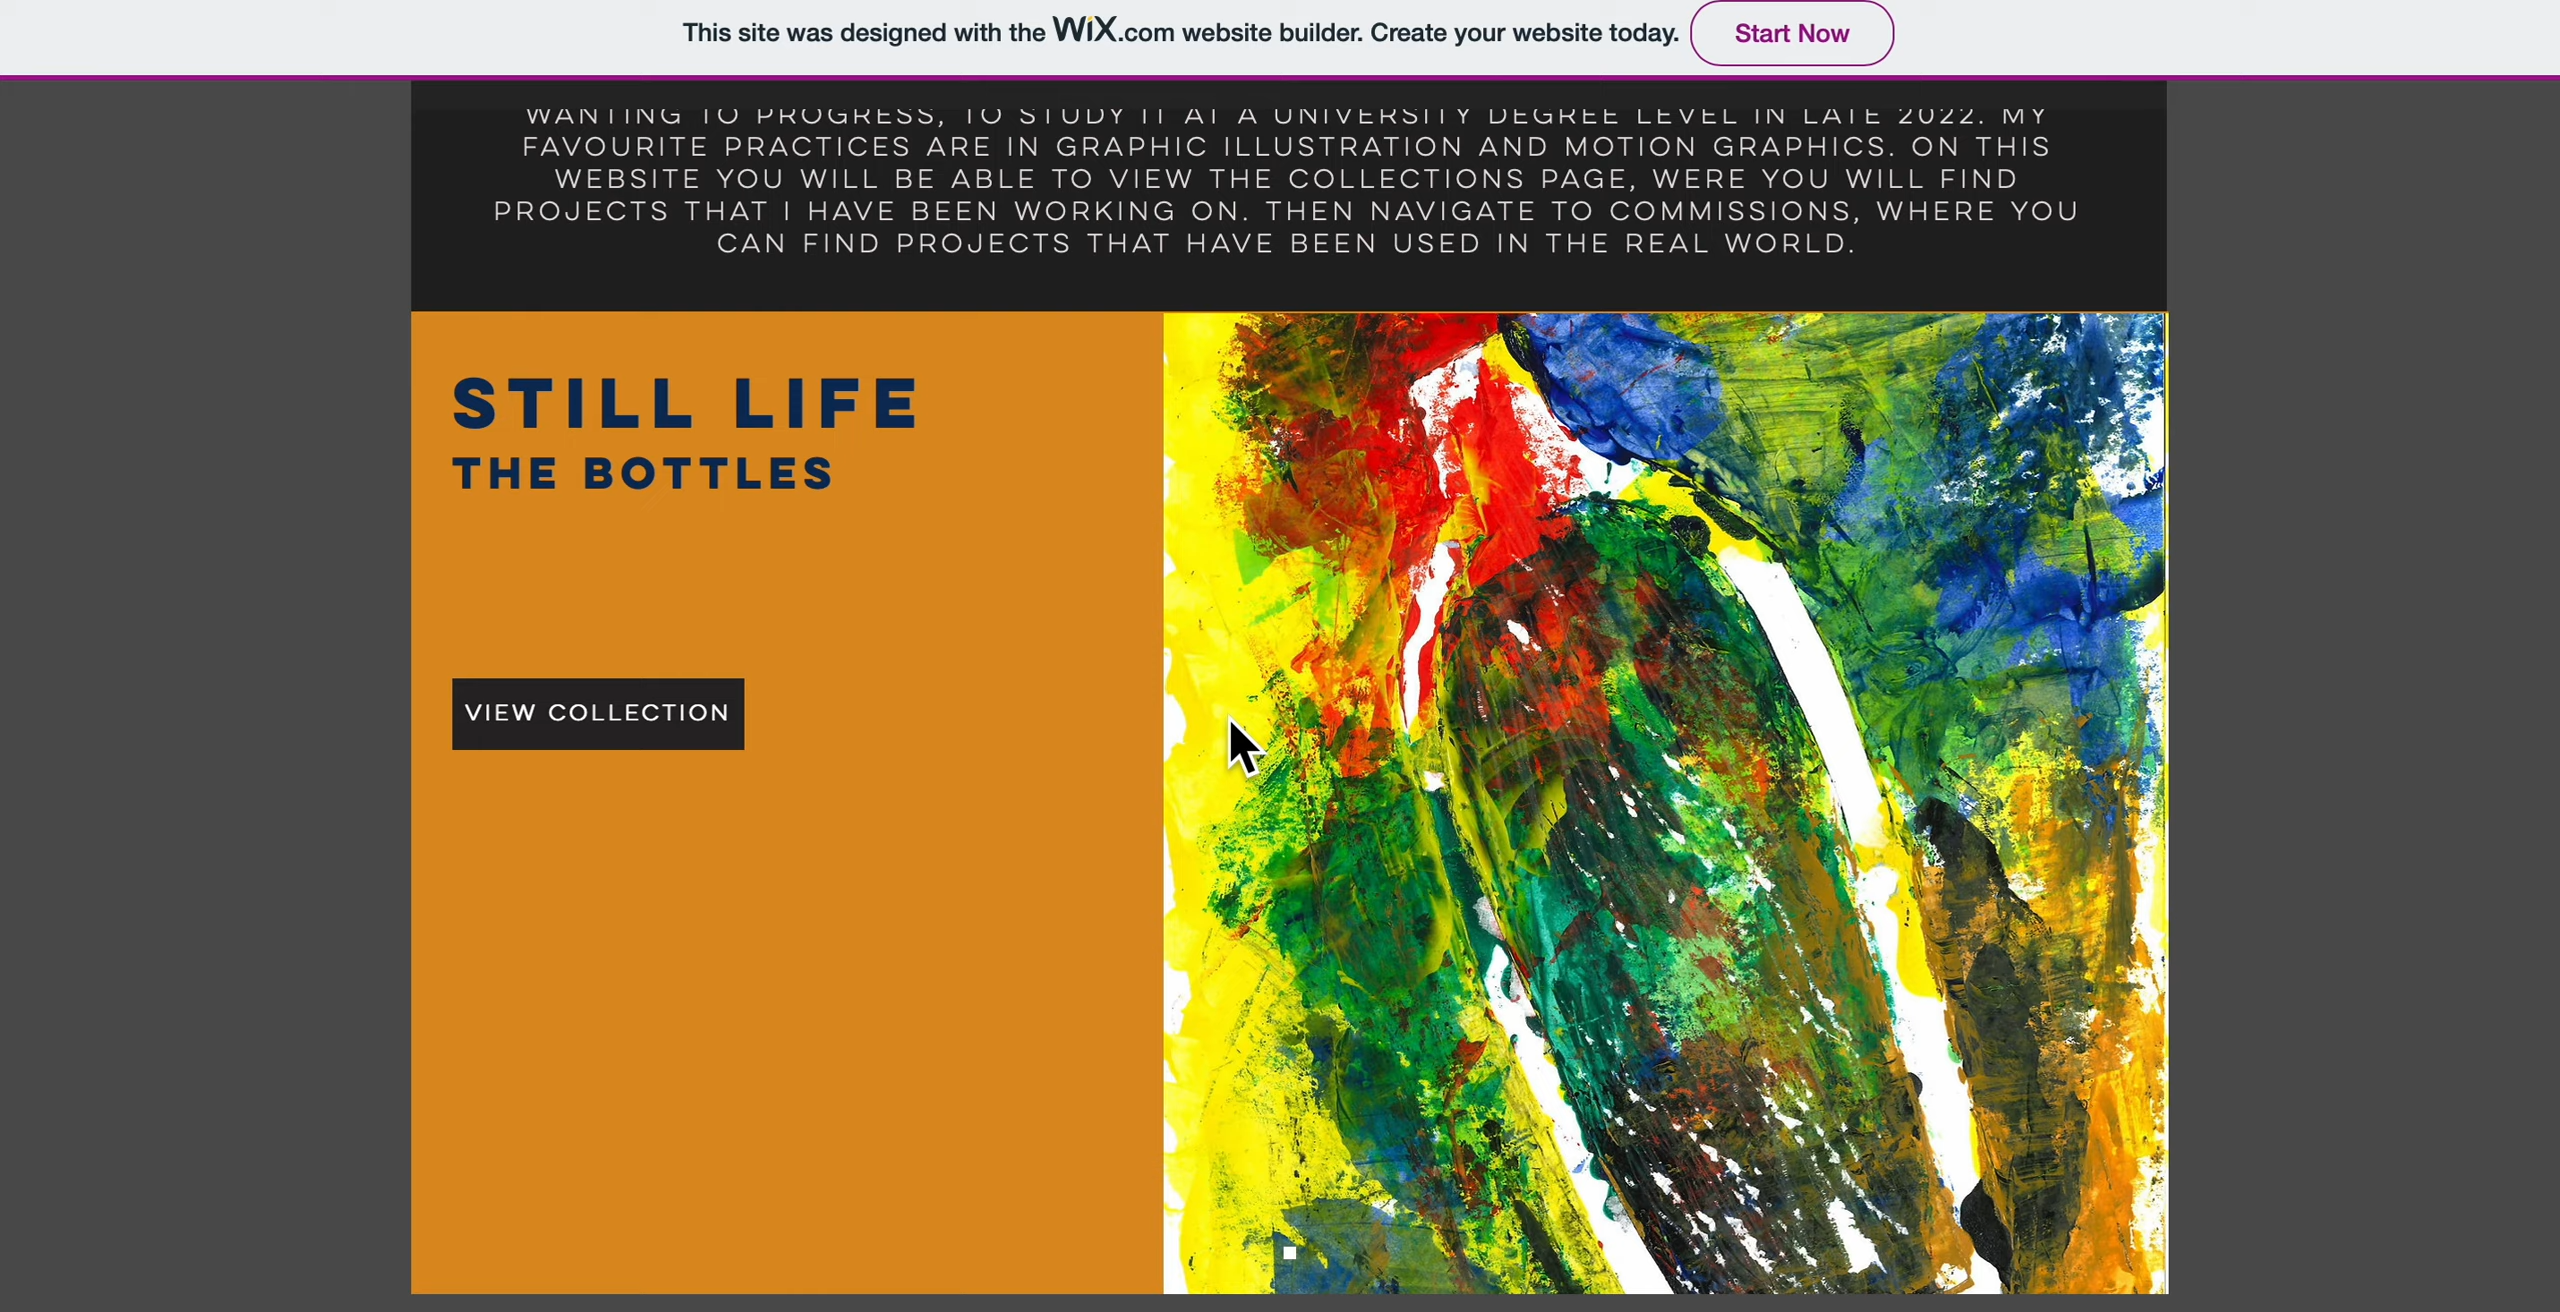 This site was designed with the WiX.com website builder. Create your website today. Start Now
WANTING TO PROGRESS, TO STUDY IT AT A UNIVERSITY DEGREE LEVEL IN LATE 2022. MY
FAVOURITE PRACTICES ARE IN GRAPHIC ILLUSTRATION AND MOTION GRAPHICS. ON THIS
WEBSITE YOU WILL BE ABLE TO VIEW THE COLLECTIONS PAGE, WERE YOU WILL FIND
PROJECTS THAT I HAVE BEEN WORKING ON. THEN NAVIGATE TO COMMISSIONS, WHERE YOU
CAN FIND PROJECTS THAT HAVE BEEN USED IN THE REAL WORLD.
STILL LIFE
THE BOTTLES
VIEW COLLECTION